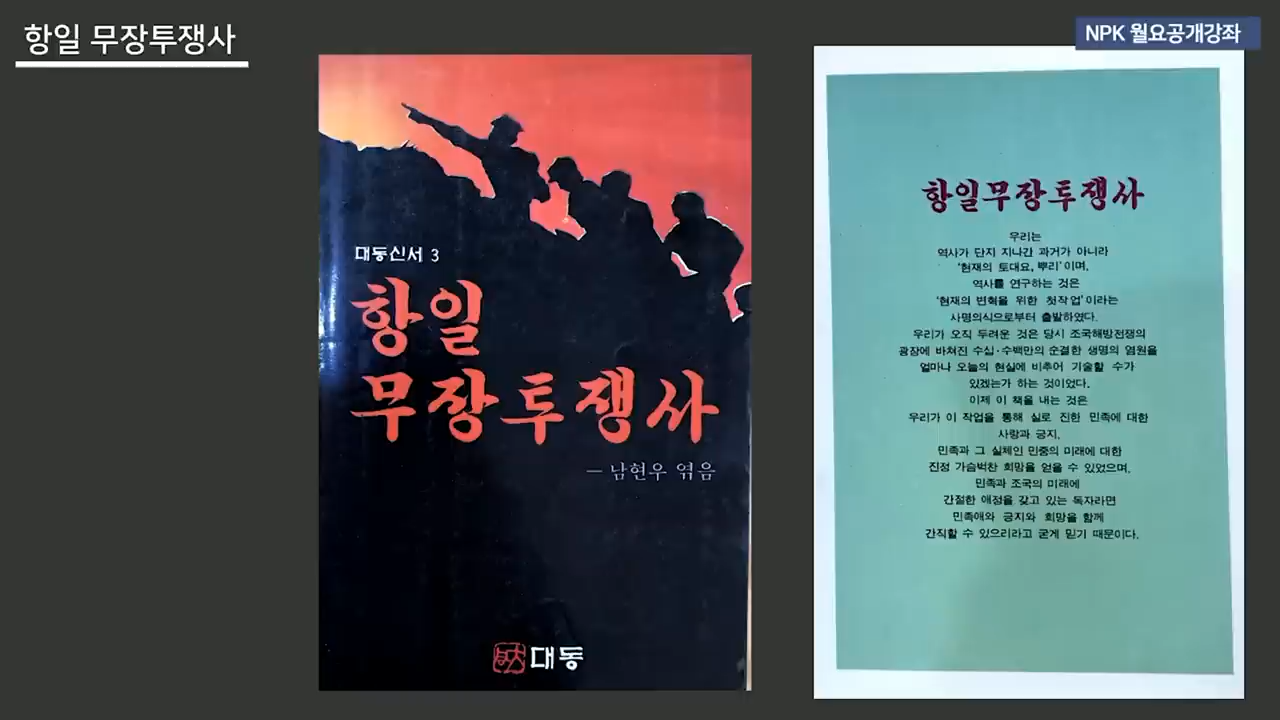 항일 무장투쟁사
NPK 월요공개강좌
대동신서 3
항일
무장투쟁사
- 남현우 엮음
대동
항일무장투쟁사
우리는
역사가 단지 지나간 과거가 아니라
'현재의 토대요, 뿌리'이며,
역사를 연구하는 것은
'현재의 변혁을 위한 첫작업'이라는
사명의식으로부터 출발하였다.
우리가 오직 두려운 것은 당시 조국해방전쟁의
광장에 바쳐진 수십·수백만의 순결한 생명의 염원을
얼마나 오늘의 현실에 비추어 기술할 수가
있겠는가 하는 것이었다.
이제 이 책을 내는 것은
우리가 이 작업을 통해 실로 진한 민족에 대한
사랑과 긍지,
민족과 그 실체인 민중의 미래에 대한
진정 가슴벅찬 희망을 얻을 수 있었으며,
민족과 조국의 미래에
간절한 애정을 갖고 있는 독자라면
민족애와 긍지와 희망을 함께
간직할 수 있으리라고 굳게 믿기 때문이다.